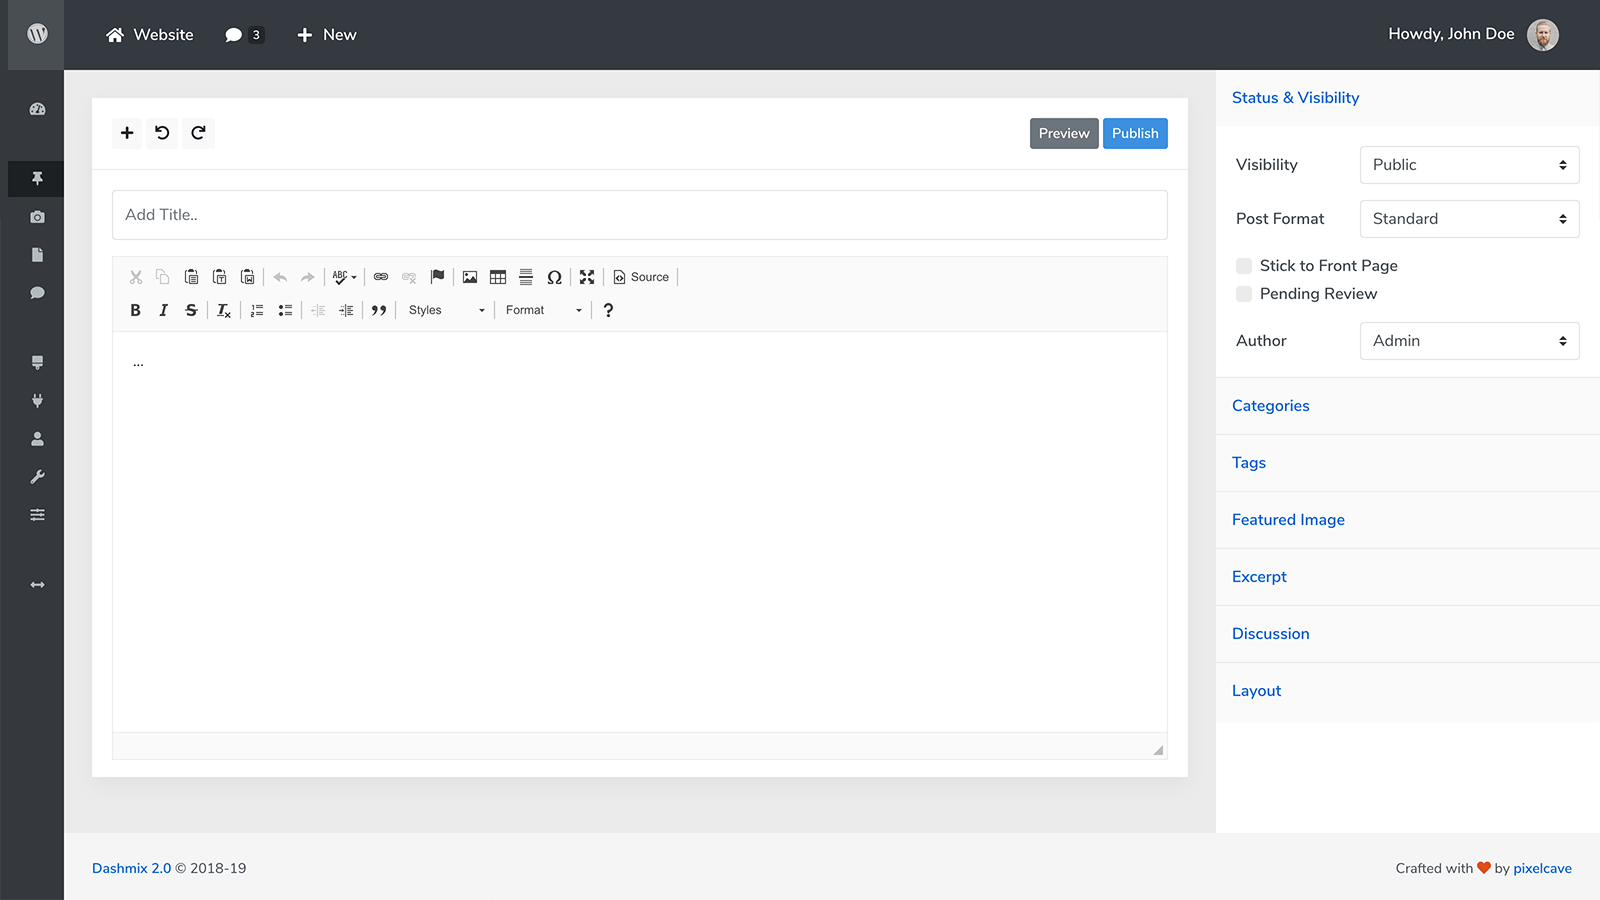 Website 3 New
Howdy, John Doe
Preview Publish
Add Title..
ABC Source
B I S Tx Styles Format ?
...
Status & Visibility
Visibility Public
Post Format Standard
Stick to Front Page
Pending Review
Author Admin
Categories
Tags
Featured Image
Excerpt
Discussion
Layout
Dashmix 2.0 © 2018-19
Crafted with ❤ by pixelcave